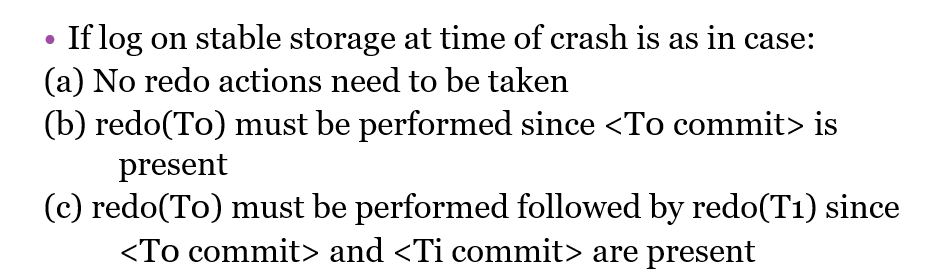 • If log on stable storage at time of crash is as in case:
(a) No redo actions need to be taken
(b) redo(T0) must be performed since <T0 commit> is
present
(c) redo(T0) must be performed followed by redo(T1) since
<T0 commit> and <Ti commit> are present